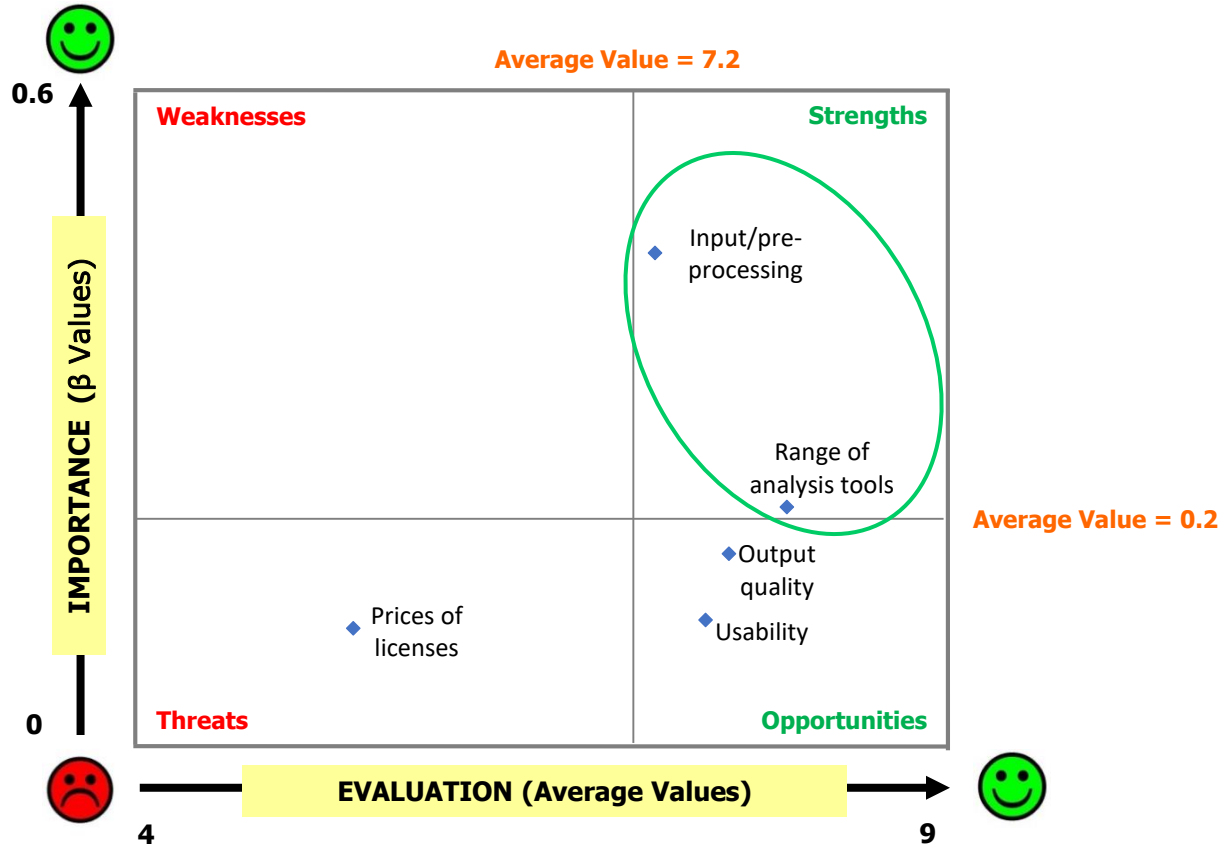 Average Value = 7.2
0.6
Weaknesses
Strengths
Input/pre-
processing
IMPORTANCE (β Values)
Range of
analysis tools
Average Value = 0.2
Output
quality
Prices of
licenses
Usability
0
Threats
Opportunities
EVALUATION (Average Values)
4
9